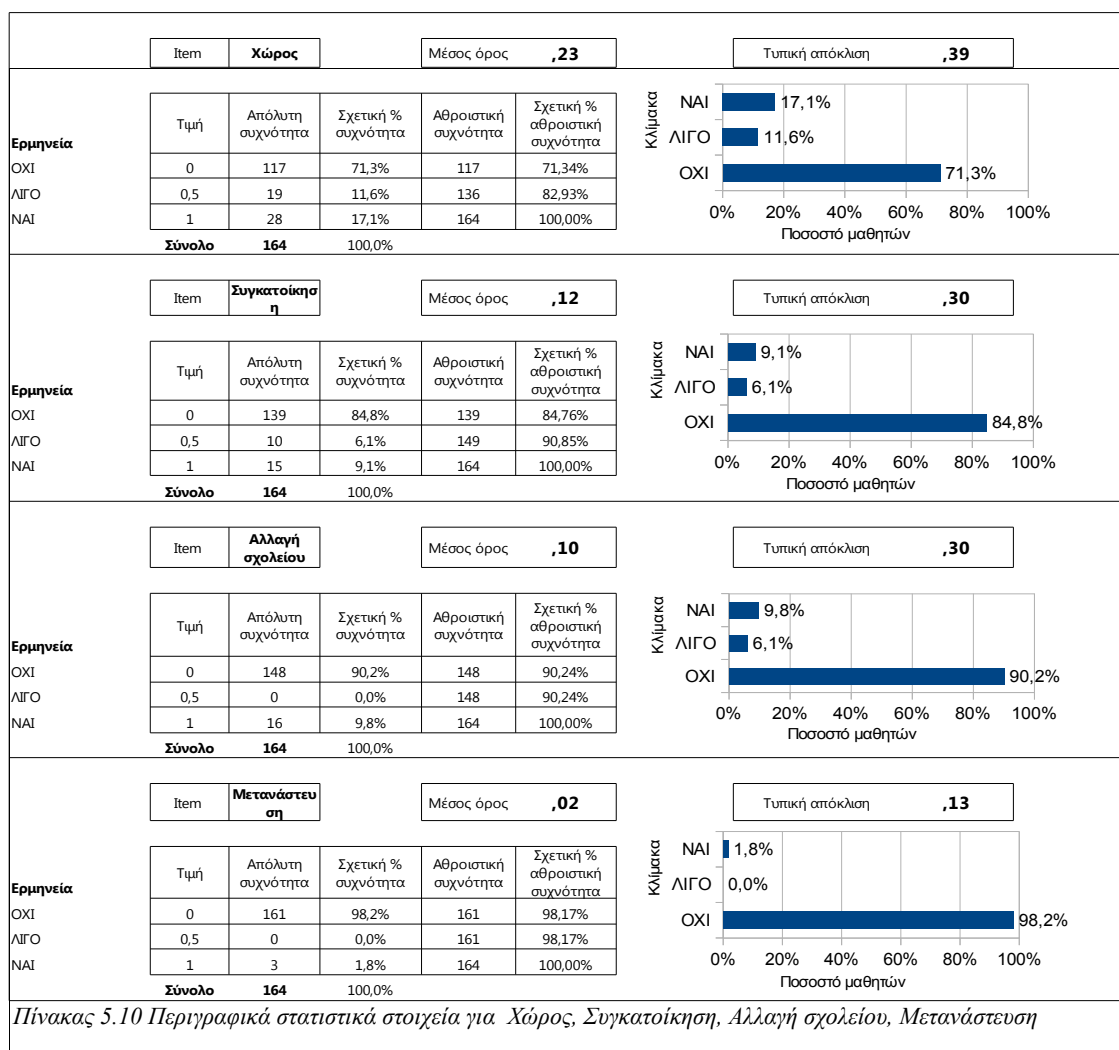 Item Χώρος Μέσος όρος ,23 Τυπική απόκλιση ,39
Ερμηνεία Τιμή Απόλυτη συχνότητα Σχετική % συχνότητα Αθροιστική συχνότητα Σχετική % αθροιστική συχνότητα
ΟΧΙ 0 117 71,3% 117 71,34%
ΛΙΓΟ 0,5 19 11,6% 136 82,93%
ΝΑΙ 1 28 17,1% 164 100,00%
Σύνολο 164 100,0%
Κλίμακα
ΝΑΙ 17,1%
ΛΙΓΟ 11,6%
ΟΧΙ 71,3%
0% 20% 40% 60% 80% 100%
Ποσοστό μαθητών
Item Συγκατοίκησ
η Μέσος όρος ,12 Τυπική απόκλιση ,30
Ερμηνεία Τιμή Απόλυτη συχνότητα Σχετική % συχνότητα Αθροιστική συχνότητα Σχετική % αθροιστική συχνότητα
ΟΧΙ 0 139 84,8% 139 84,76%
ΛΙΓΟ 0,5 10 6,1% 149 90,85%
ΝΑΙ 1 15 9,1% 164 100,00%
Σύνολο 164 100,0%
Κλίμακα
ΝΑΙ 9,1%
ΛΙΓΟ 6,1%
ΟΧΙ 84,8%
0% 20% 40% 60% 80% 100%
Ποσοστό μαθητών
Item Αλλαγή
σχολείου Μέσος όρος ,10 Τυπική απόκλιση ,30
Ερμηνεία Τιμή Απόλυτη συχνότητα Σχετική % συχνότητα Αθροιστική συχνότητα Σχετική % αθροιστική συχνότητα
ΟΧΙ 0 148 90,2% 148 90,24%
ΛΙΓΟ 0,5 0 0,0% 148 90,24%
ΝΑΙ 1 16 9,8% 164 100,00%
Σύνολο 164 100,0%
Κλίμακα
ΝΑΙ 9,8%
ΛΙΓΟ 6,1%
ΟΧΙ 90,2%
0% 20% 40% 60% 80% 100%
Ποσοστό μαθητών
Item Μετανάστευ
ση Μέσος όρος ,02 Τυπική απόκλιση ,13
Ερμηνεία Τιμή Απόλυτη συχνότητα Σχετική % συχνότητα Αθροιστική συχνότητα Σχετική % αθροιστική συχνότητα
ΟΧΙ 0 161 98,2% 161 98,17%
ΛΙΓΟ 0,5 0 0,0% 161 98,17%
ΝΑΙ 1 3 1,8% 164 100,00%
Σύνολο 164 100,0%
Κλίμακα
ΝΑΙ 1,8%
ΛΙΓΟ 0,0%
ΟΧΙ 98,2%
0% 20% 40% 60% 80% 100%
Ποσοστό μαθητών
Πίνακας 5.10 Περιγραφικά στατιστικά στοιχεία για Χώρος, Συγκατοίκηση, Αλλαγή σχολείου, Μετανάστευση